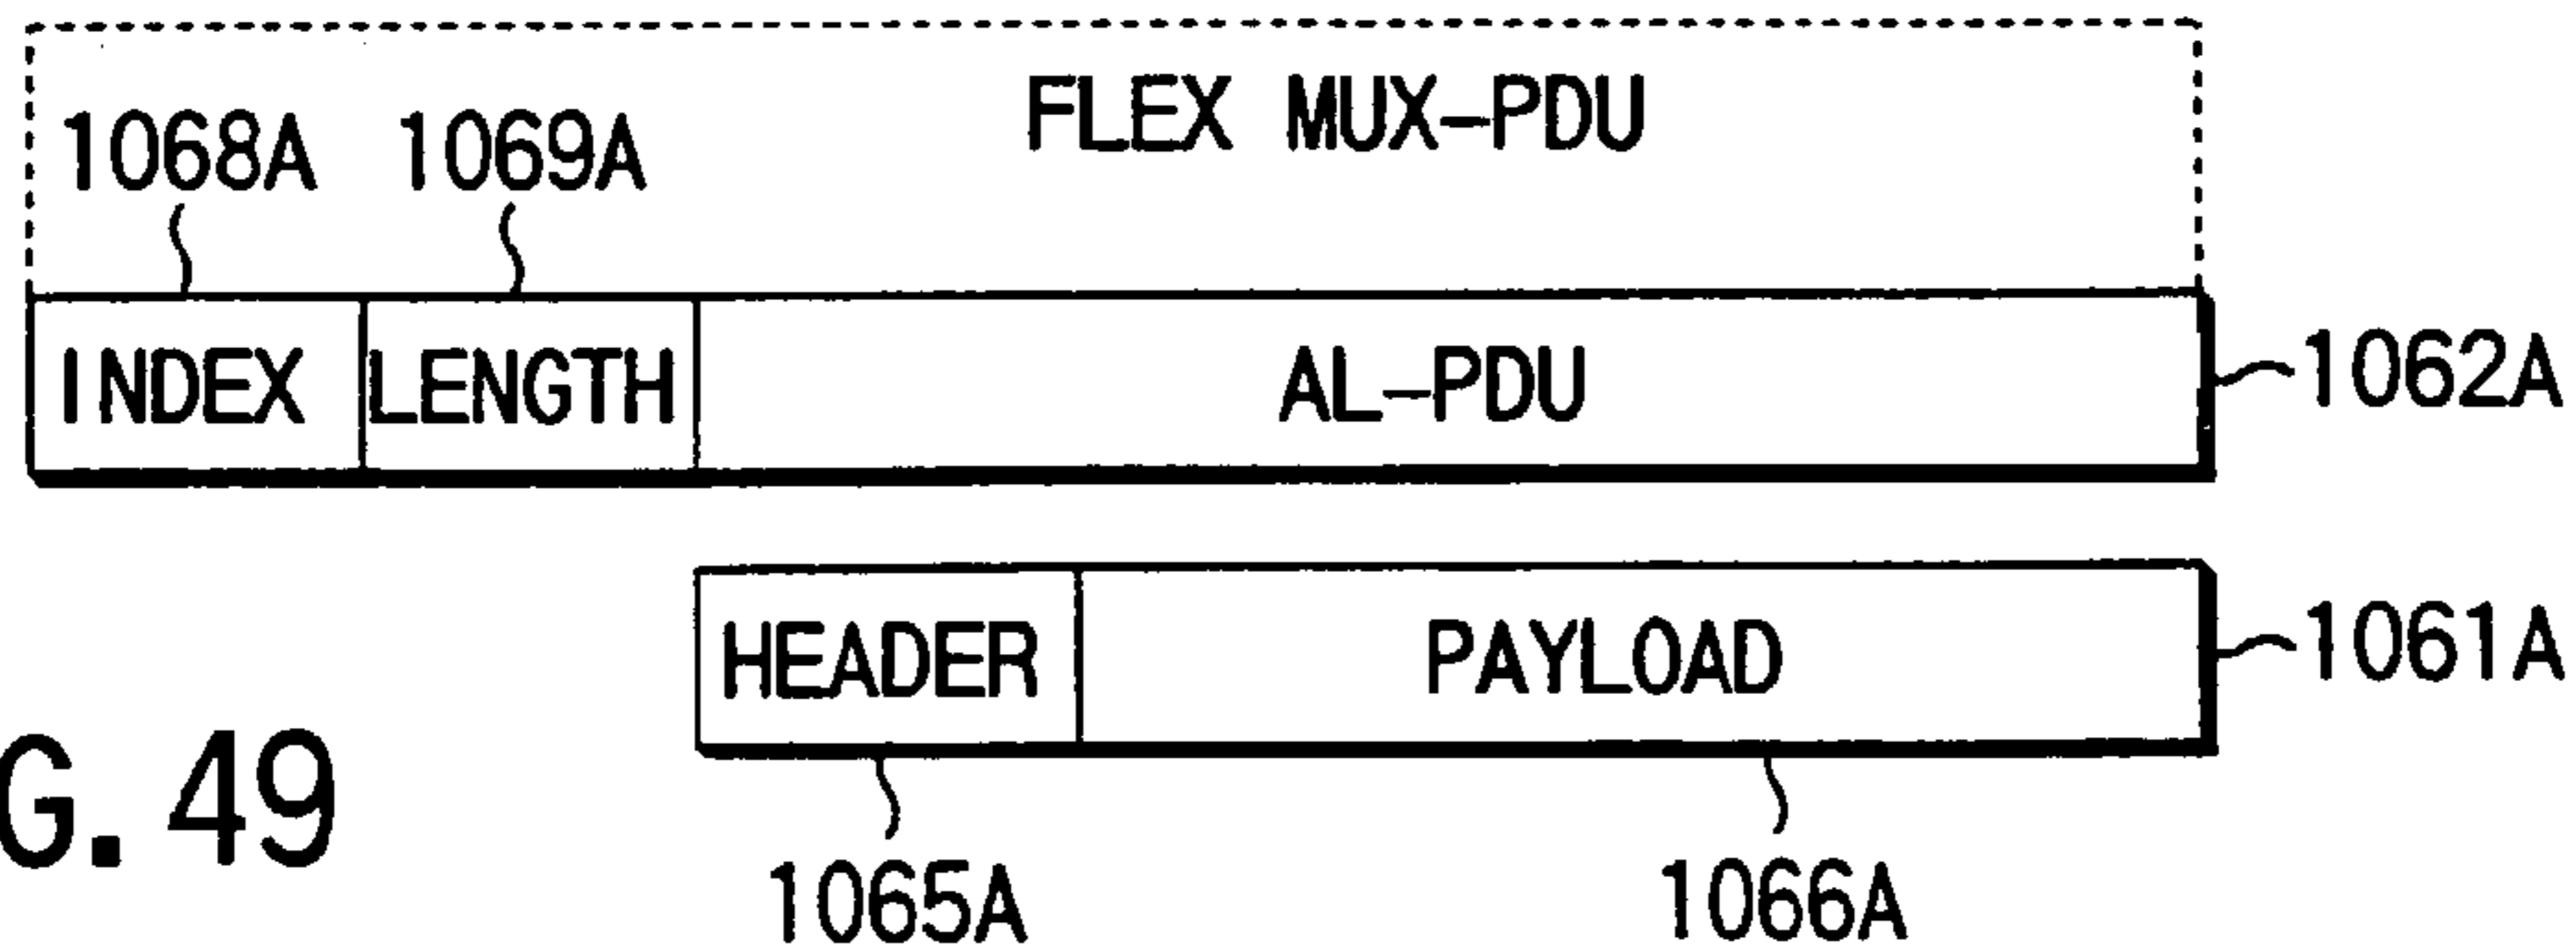 FLEX MUX-PDU
1068A 1069A
INDEX LENGTH AL-PDU 1062A
HEADER PAYLOAD 1061A
G. 49
1065A 1066A